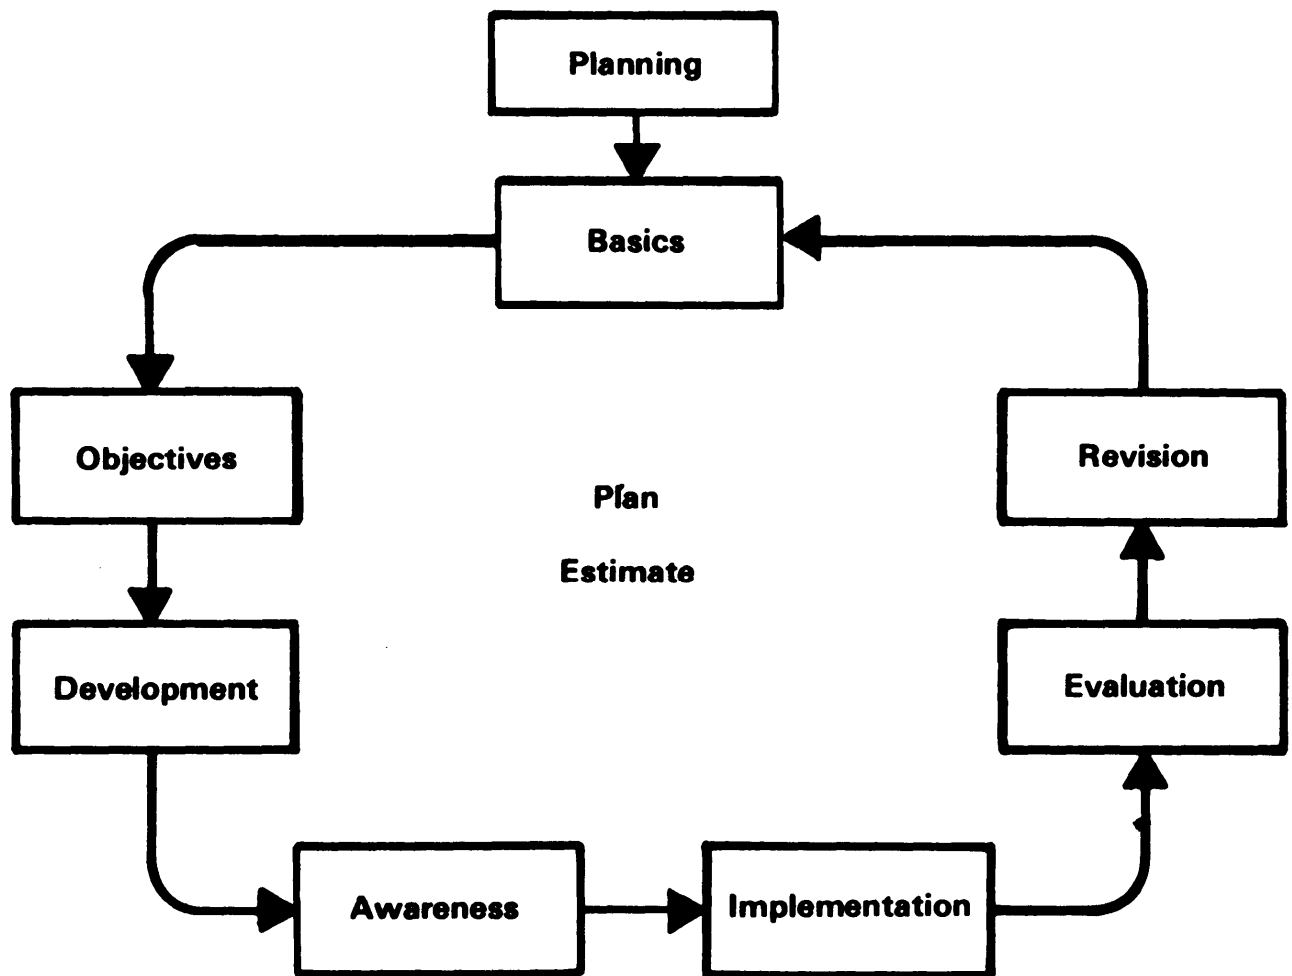 Planning
Basics
Objectives
Revision
Plan
Estimate
Development
Evaluation
Awareness
Implementation